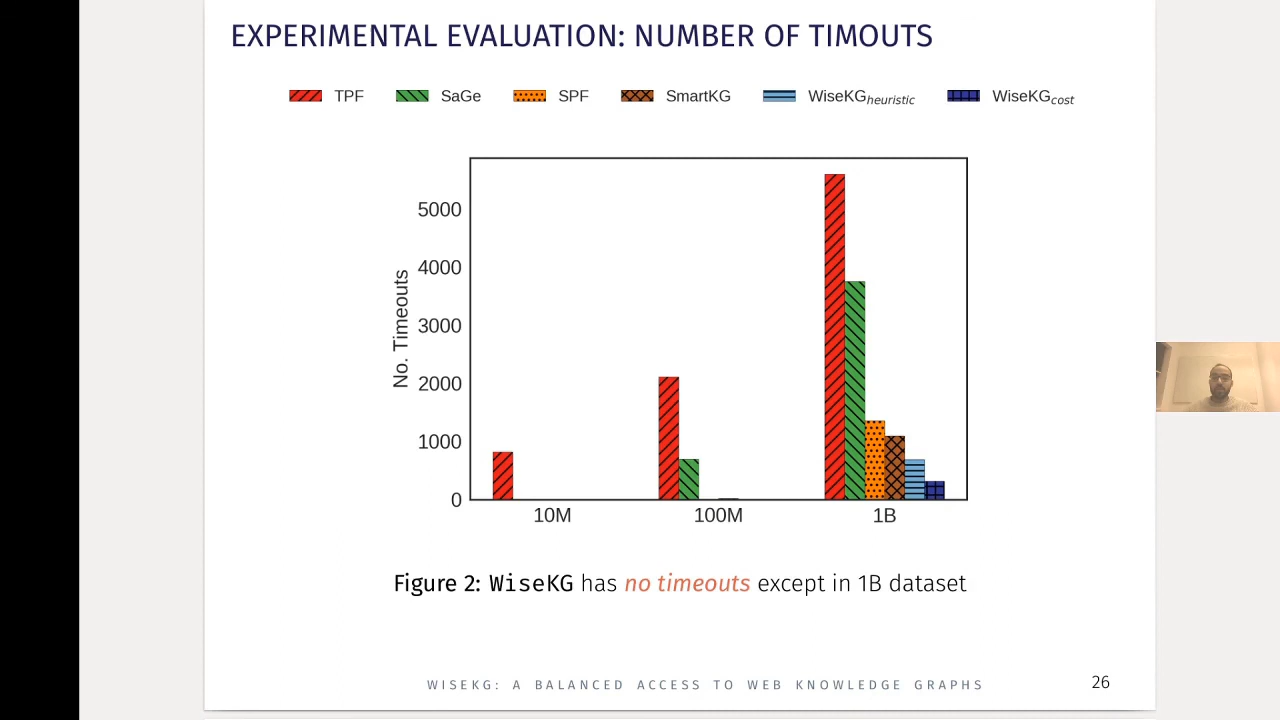 EXPERIMENTAL EVALUATION: NUMBER OF TIMOUTS
TPF SaGe SPF SmartKG WiseKGheuristic WiseKGcost
No. Timeouts
5000
4000
3000
2000
1000
0
10M 100M 1B
Figure 2: WiseKG has no timeouts except in 1B dataset
WISEKG: A BALANCED ACCESS TO WEB KNOWLEDGE GRAPHS 26